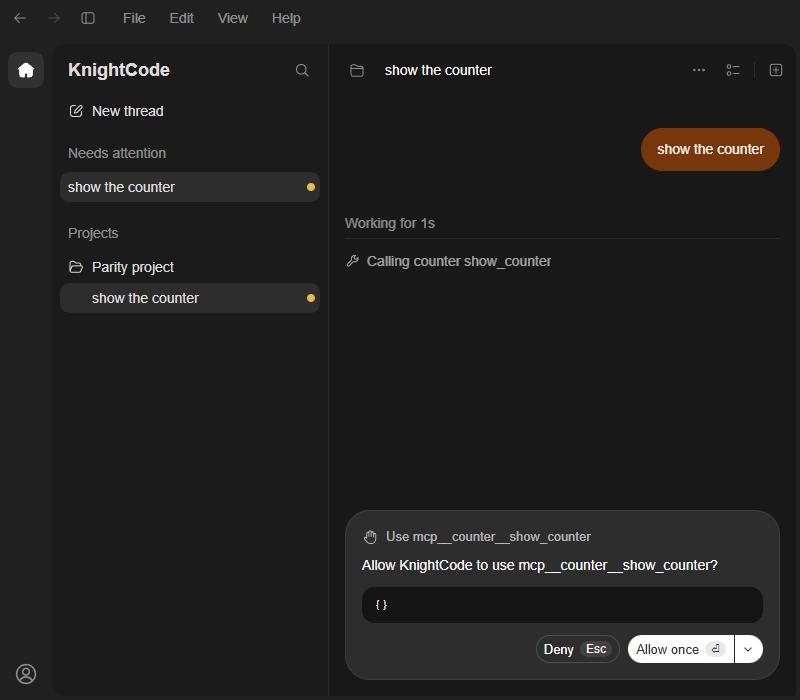 File Edit View Help
KnightCode
New thread
Needs attention
show the counter
Projects
Parity project
show the counter
show the counter
show the counter
Working for 1s
Calling counter show_counter
Use mcp__counter__show_counter
Allow KnightCode to use mcp__counter__show_counter?
{}
Deny Esc Allow once ⏎